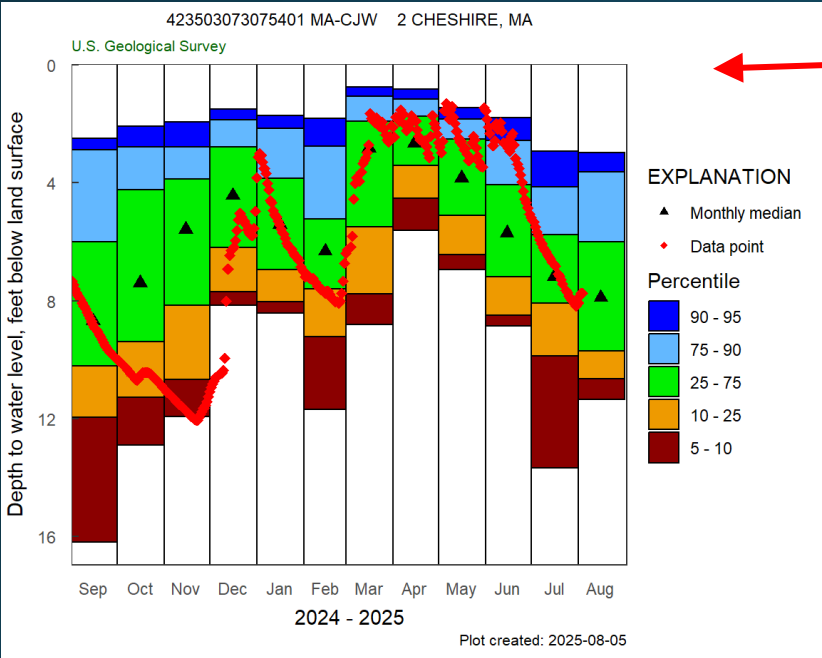 423503073075401 MA-CJW 2 CHESHIRE, MA
U.S. Geological Survey
Depth to water level, feet below land surface
0
4
8
12
16
Sep Oct Nov Dec Jan Feb Mar Apr May Jun Jul Aug
2024 - 2025
Plot created: 2025-08-05
EXPLANATION
Monthly median
Data point
Percentile
90 - 95
75 - 90
25 - 75
10 - 25
5 - 10